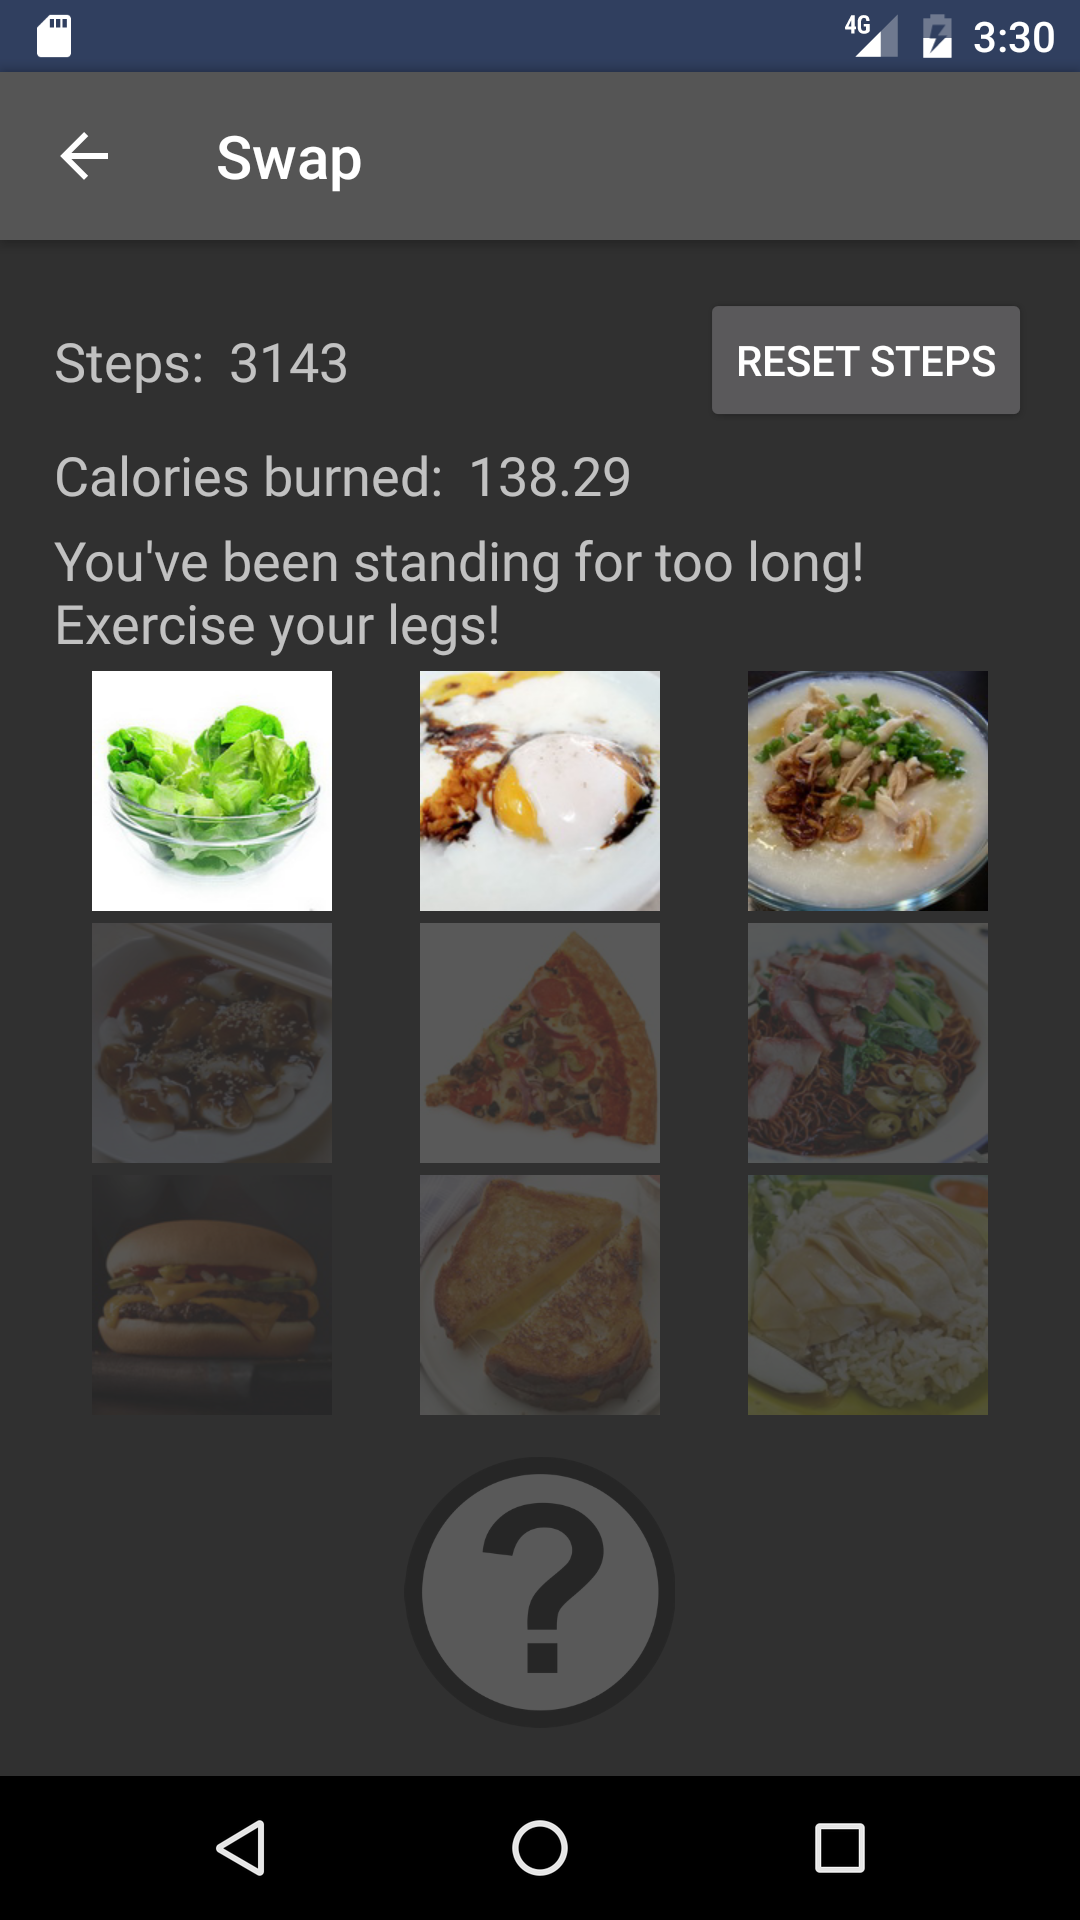 4G 3:30
Swap
Steps: 3143
RESET STEPS
Calories burned: 138.29
You've been standing for too long!
Exercise your legs!
?